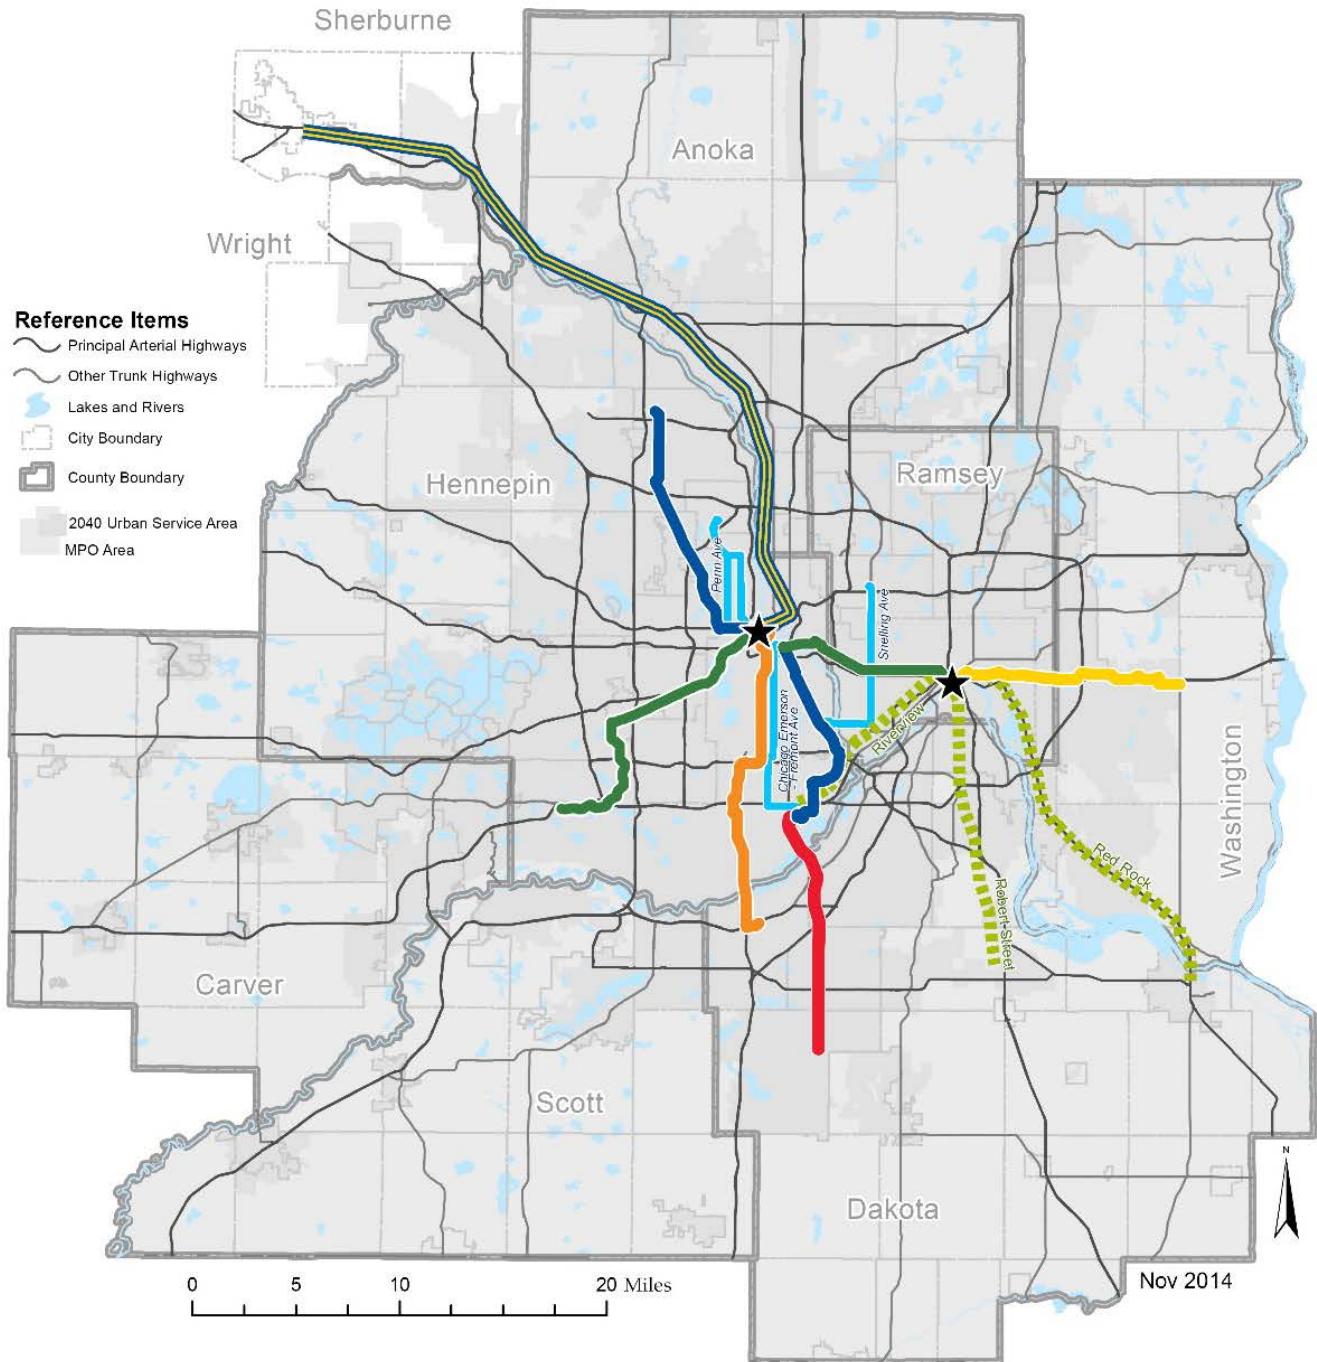 Sherburne
Anoka
Wright
Reference Items
Principal Arterial Highways
Other Trunk Highways
Lakes and Rivers
City Boundary
County Boundary
2040 Urban Service Area
MPO Area
Hennepin
Ramsey
Penn Ave
Snelling Ave
Chicago Emerson
- Fremont Ave
Riverview
Washington
Red Rock
Robert Street
Carver
Scott
Dakota
N
0 5 10 20 Miles
Nov 2014